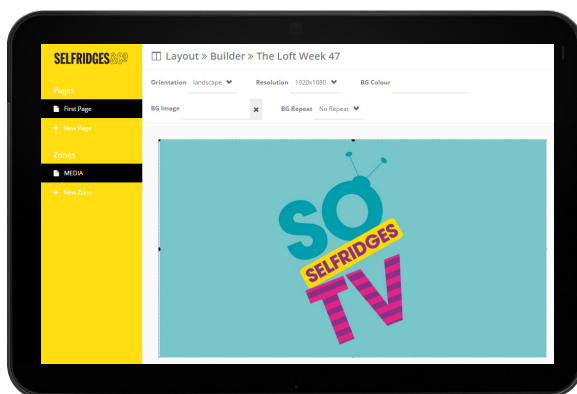 SELFRIDGES&CO
Layout » Builder » The Loft Week 47
Orientation landscape Resolution 1920x1080 BG Colour
Pages
First Page
BG Image BG Repeat No Repeat
+ New Page
Zones
MEDIA
+ New Zone
SO
SELFRIDGES
TV